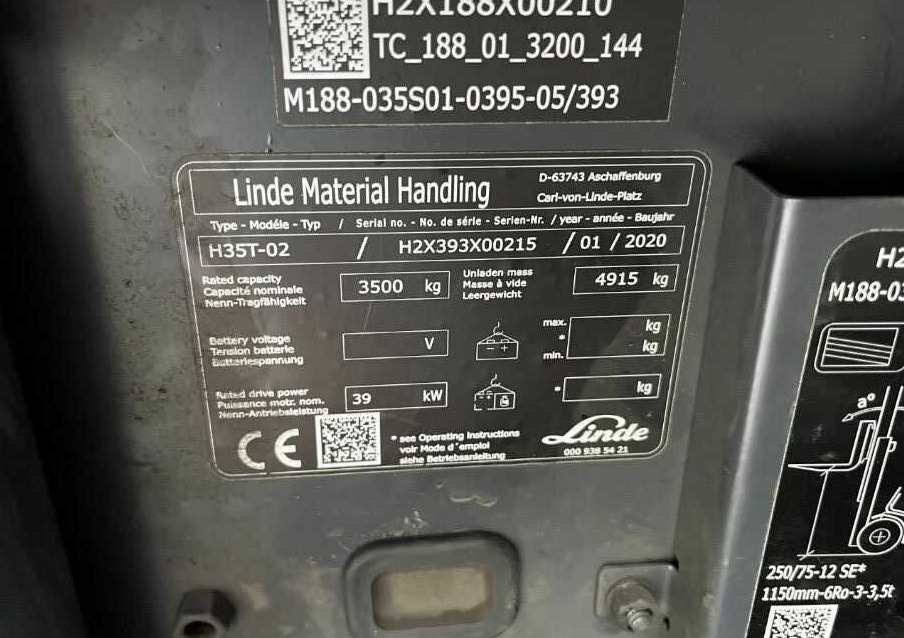 H2X188X00210
TC_188_01_3200_144
M188-035S01-0395-05/393
Linde Material Handling
D-63743 Aschaffenburg
Carl-von-Linde-Platz
Type - Modéle - Typ / Serial no. - No. de série - Serien-Nr. / year - année - Baujahr
H35T-02 / H2X393X00215 / 01 / 2020
Rated capacity
Capacité nominale
Nenn-Tragfähigkeit
3500 kg
Unladen mass
Masse à vide
Leergewicht
4915 kg
Battery voltage
Tension batterie
Batteriespannung
V
max. kg
*
min. kg
Rated drive power
Puissance motr. nom.
Nenn-Antriebsleistung
39 kW
* kg
CE
* see Operating Instructions
voir Mode d'emploi
siehe Betriebsanleitung
Linde
000 938 54 21
H2
M188-03
a°
250/75-12 SE*
1150mm-6Ro-3-3,5t